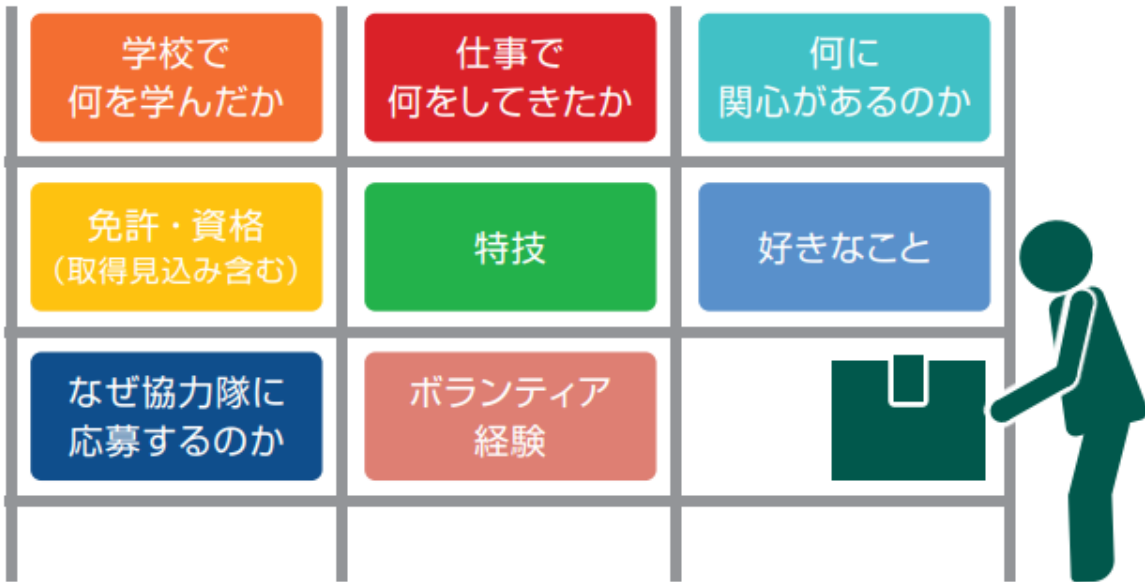 学校で
何を学んだか
仕事で
何をしてきたか
何に
関心があるのか
免許・資格
（取得見込み含む）
特技
好きなこと
なぜ協力隊に
応募するのか
ボランティア
経験